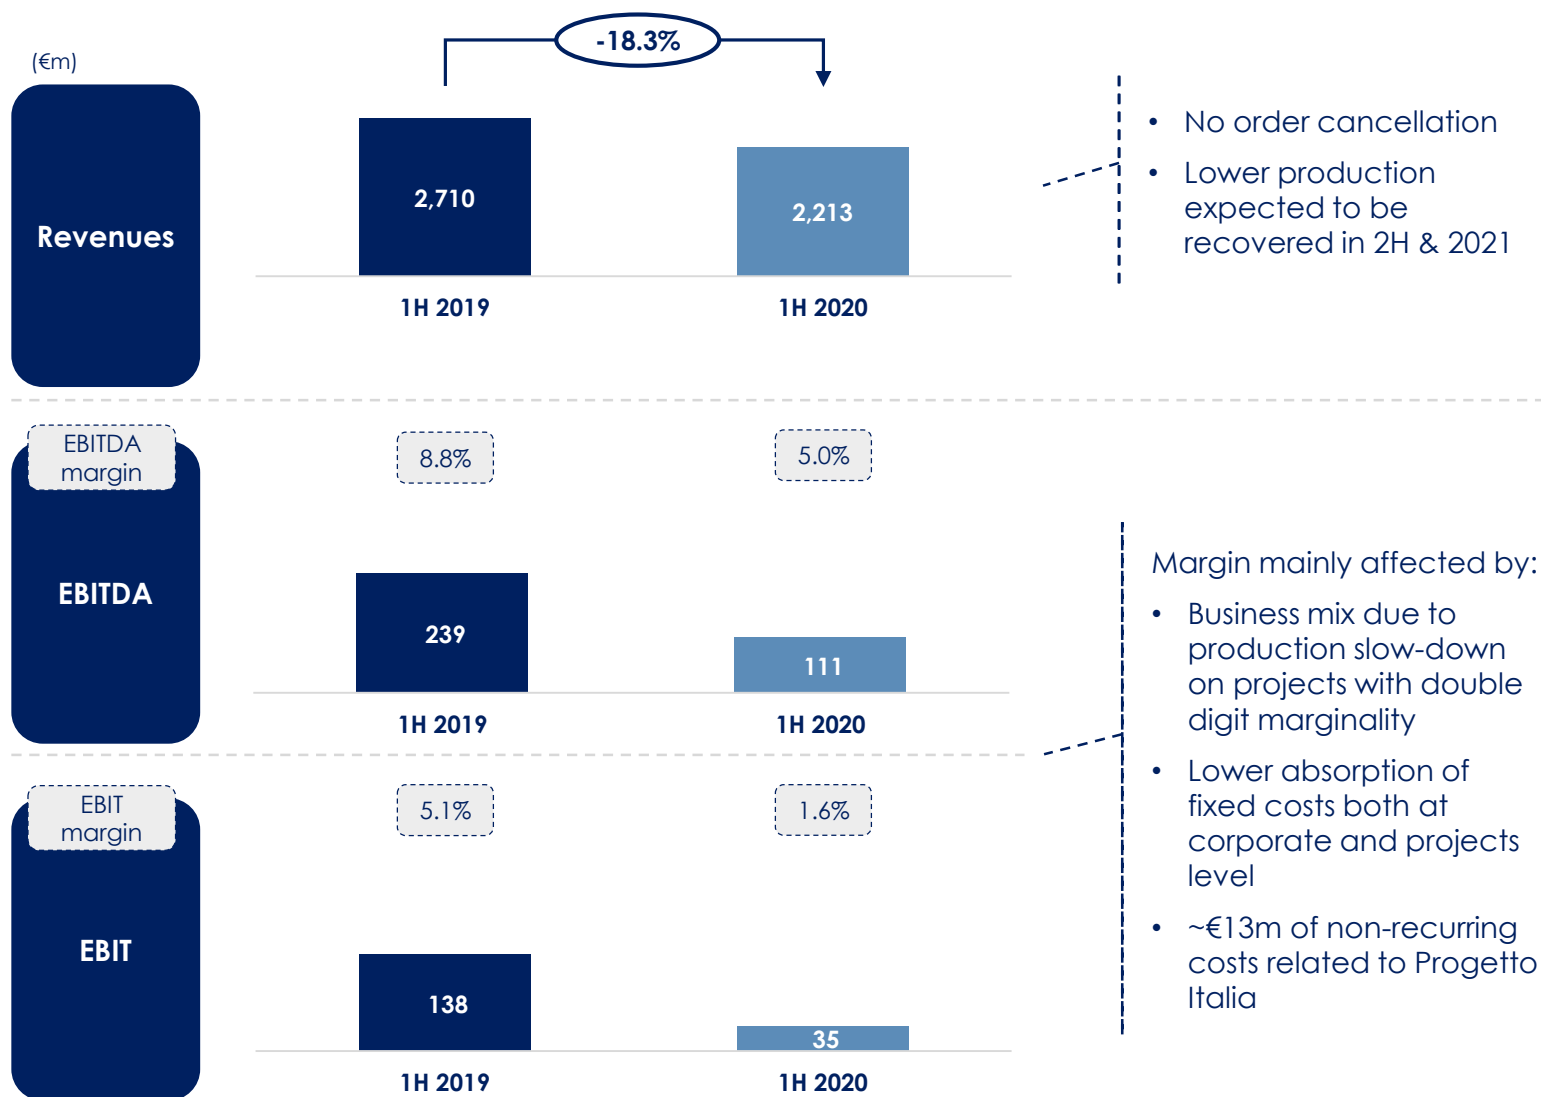 (€m)
-18.3%
Revenues
2,710
2,213
1H 2019
1H 2020
• No order cancellation
• Lower production
expected to be
recovered in 2H & 2021
EBITDA
margin
8.8%
5.0%
EBITDA
239
111
1H 2019
1H 2020
EBIT
margin
5.1%
1.6%
EBIT
138
35
1H 2019
1H 2020
Margin mainly affected by:
• Business mix due to
production slow-down
on projects with double
digit marginality
• Lower absorption of
fixed costs both at
corporate and projects
level
• ~€13m of non-recurring
costs related to Progetto
Italia